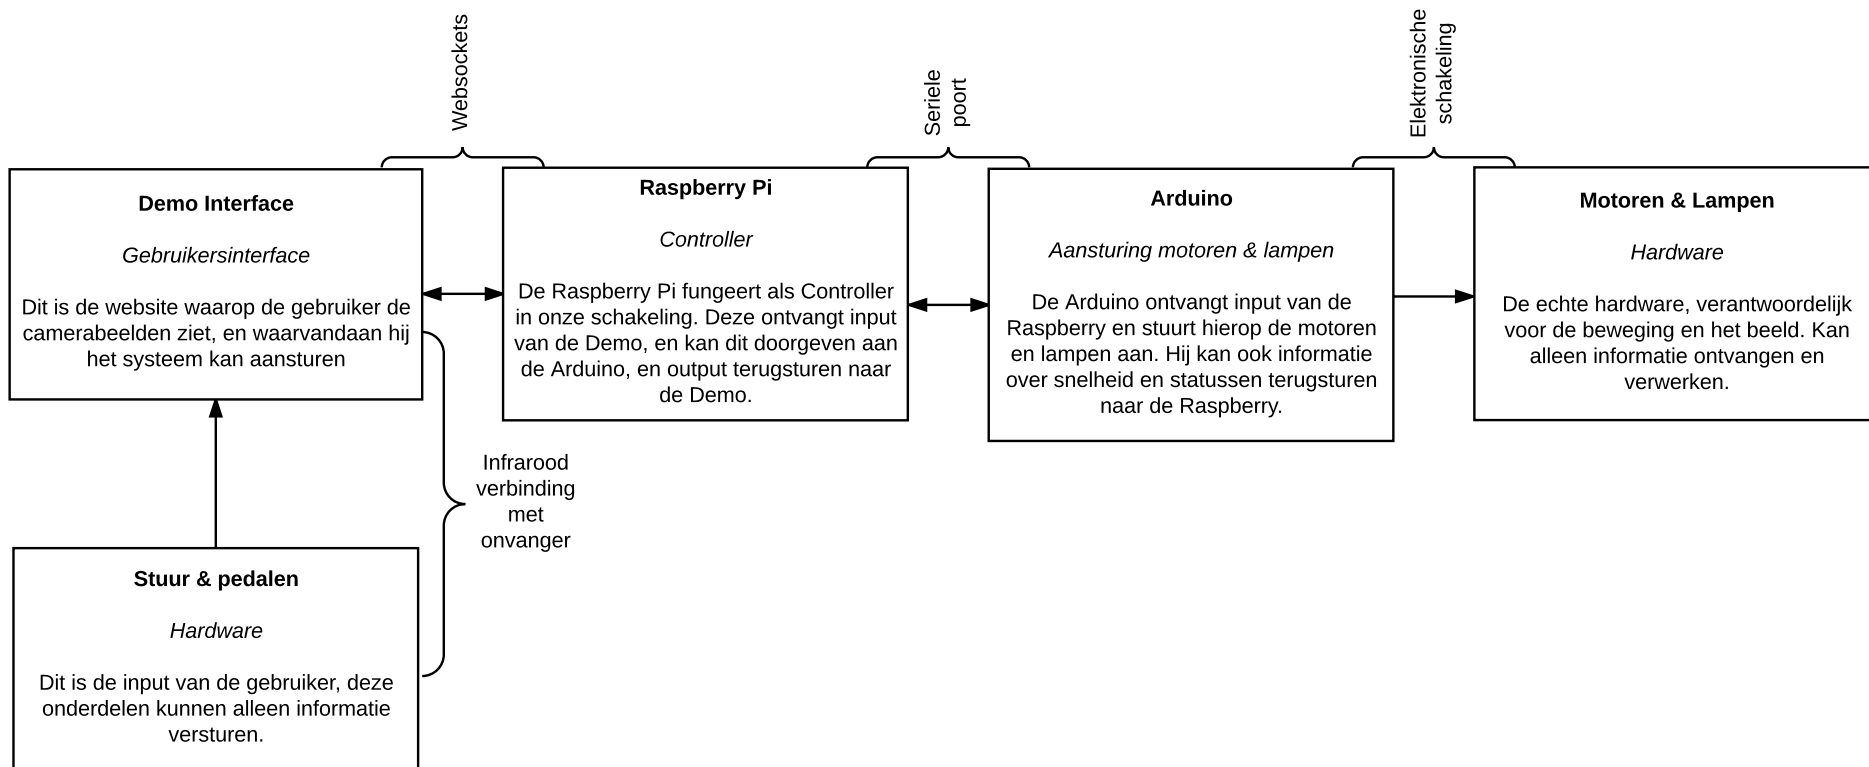 Websockets
Seriele
poort
Elektronische
schakeling
Demo Interface
Gebruikersinterface
Dit is de website waarop de gebruiker de
camerabeelden ziet, en waarvandaan hij
het systeem kan aansturen
Raspberry Pi
Controller
De Raspberry Pi fungeert als Controller
in onze schakeling. Deze ontvangt input
van de Demo, en kan dit doorgeven aan
de Arduino, en output terugsturen naar
de Demo.
Arduino
Aansturing motoren & lampen
De Arduino ontvangt input van de
Raspberry en stuurt hierop de motoren
en lampen aan. Hij kan ook informatie
over snelheid en statussen terugsturen
naar de Raspberry.
Motoren & Lampen
Hardware
De echte hardware, verantwoordelijk
voor de beweging en het beeld. Kan
alleen informatie ontvangen en
verwerken.
Infrarood
verbinding
met
onvanger
Stuur & pedalen
Hardware
Dit is de input van de gebruiker, deze
onderdelen kunnen alleen informatie
versturen.